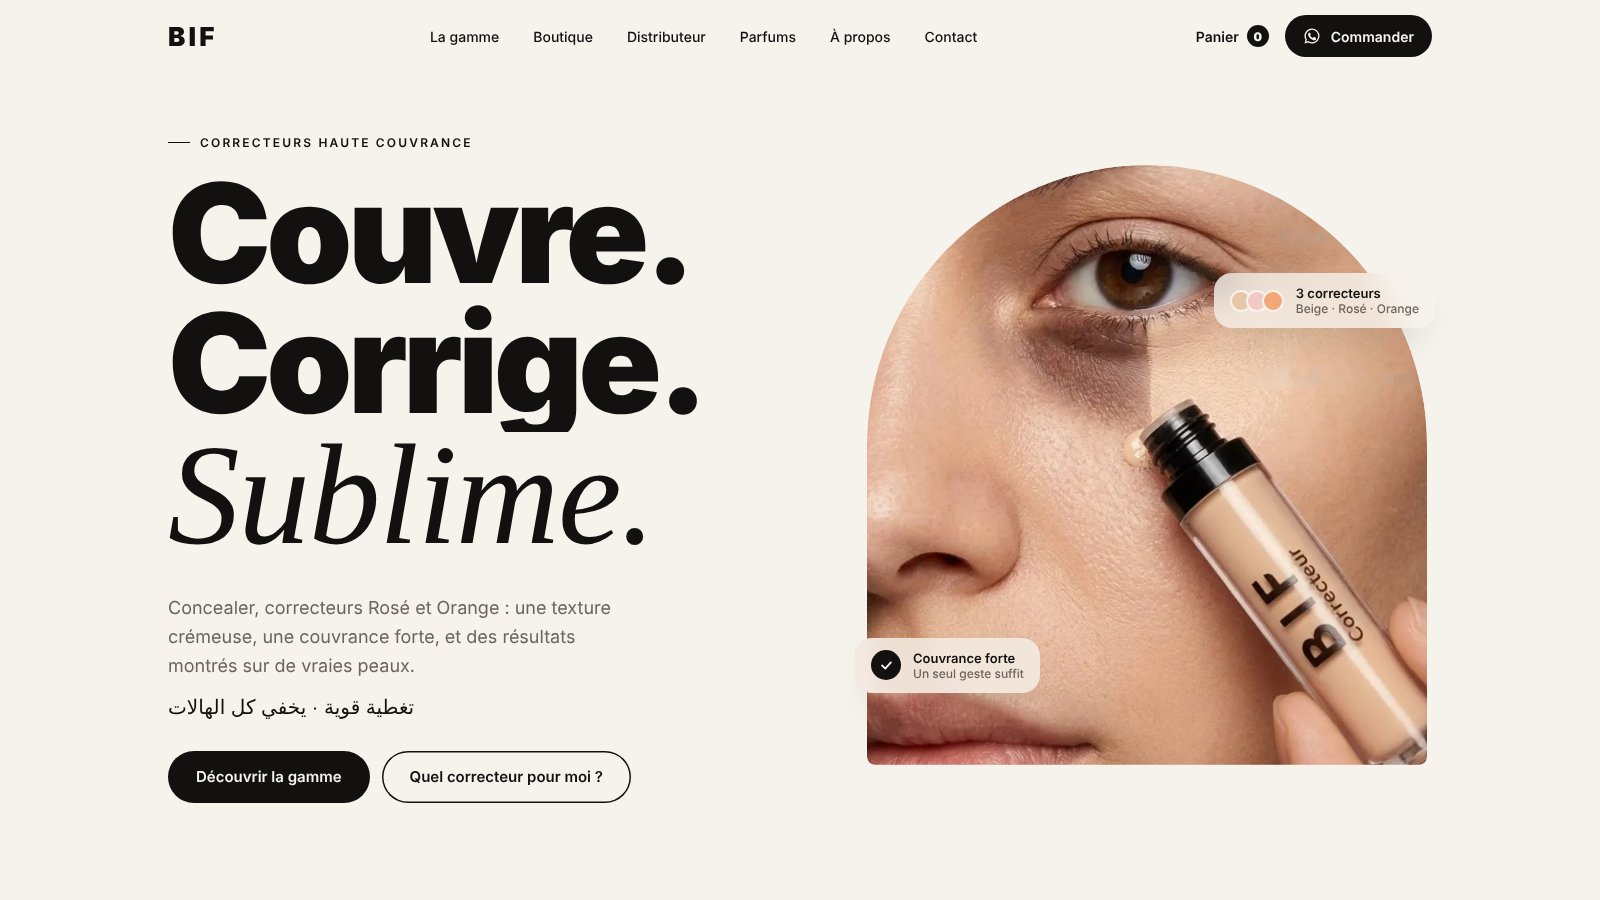 BIF
La gamme
Boutique
Distributeur
Parfums
À propos
Contact
Panier 0
Commander
CORRECTEURS HAUTE COUVRANCE
Couvre.
Corrige.
Sublime.
Concealer, correcteurs Rosé et Orange : une texture
crémeuse, une couvrance forte, et des résultats
montrés sur de vraies peaux.
تغطية قوية · يخفي كل الهالات
Découvrir la gamme
Quel correcteur pour moi ?
3 correcteurs
Beige · Rosé · Orange
BIF
Correcteur
Couvrance forte
Un seul geste suffit